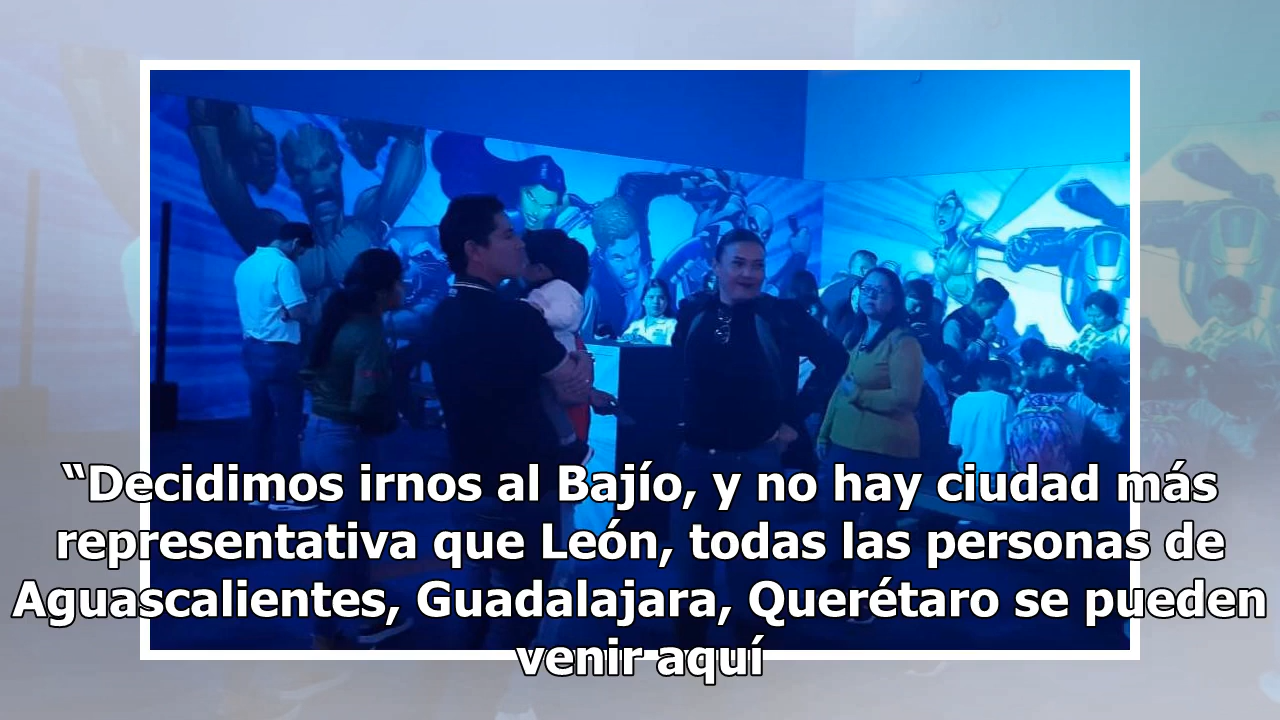 “Decidimos irnos al Bajío, y no hay ciudad más
representativa que León, todas las personas de
Aguascalientes, Guadalajara, Querétaro se pueden
venir aquí